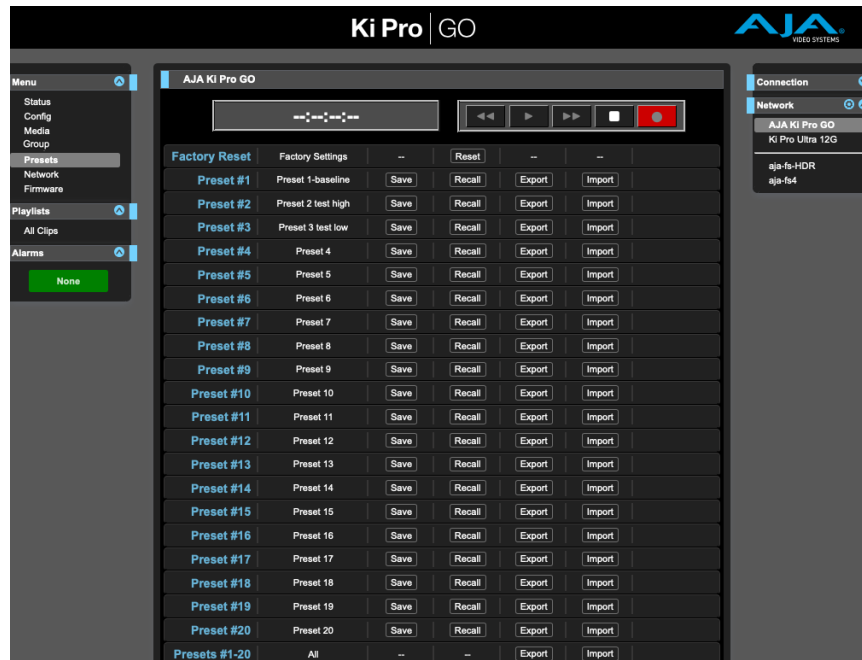 Ki Pro GO
AJA
VIDEO SYSTEMS
Menu
Status
Config
Media
Group
Presets
Network
Firmware
Playlists
All Clips
Alarms
None
AJA Ki Pro GO
--:--:--:--
Factory Reset Factory Settings -- Reset -- --
Preset #1 Preset 1-baseline Save Recall Export Import
Preset #2 Preset 2 test high Save Recall Export Import
Preset #3 Preset 3 test low Save Recall Export Import
Preset #4 Preset 4 Save Recall Export Import
Preset #5 Preset 5 Save Recall Export Import
Preset #6 Preset 6 Save Recall Export Import
Preset #7 Preset 7 Save Recall Export Import
Preset #8 Preset 8 Save Recall Export Import
Preset #9 Preset 9 Save Recall Export Import
Preset #10 Preset 10 Save Recall Export Import
Preset #11 Preset 11 Save Recall Export Import
Preset #12 Preset 12 Save Recall Export Import
Preset #13 Preset 13 Save Recall Export Import
Preset #14 Preset 14 Save Recall Export Import
Preset #15 Preset 15 Save Recall Export Import
Preset #16 Preset 16 Save Recall Export Import
Preset #17 Preset 17 Save Recall Export Import
Preset #18 Preset 18 Save Recall Export Import
Preset #19 Preset 19 Save Recall Export Import
Preset #20 Preset 20 Save Recall Export Import
Presets #1-20 All -- -- Export Import
Connection
Network
AJA Ki Pro GO
Ki Pro Ultra 12G
aja-fs-HDR
aja-fs4